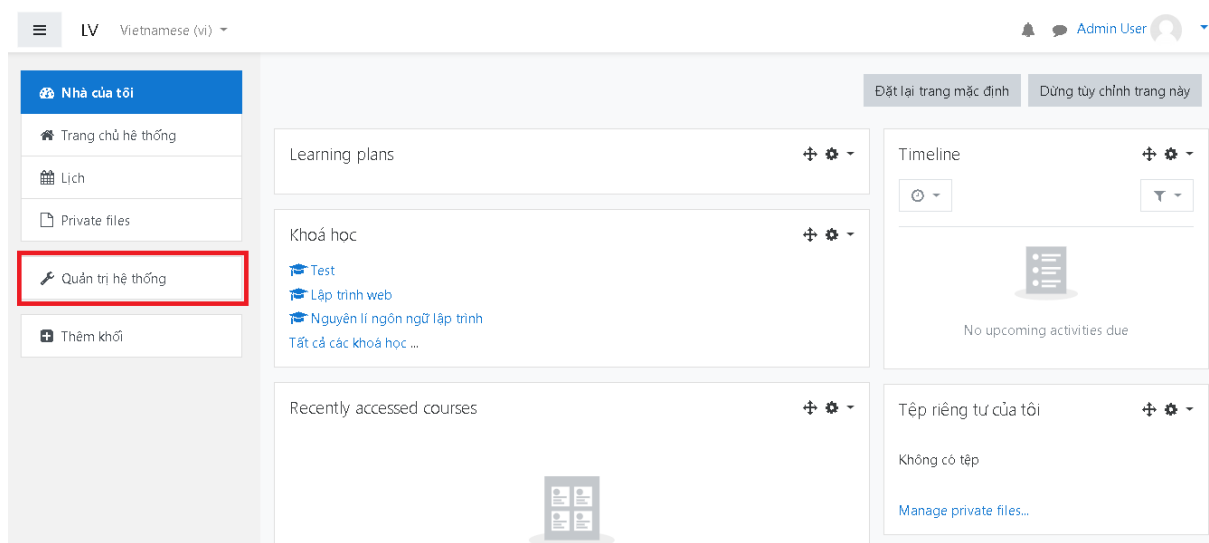 LV Vietnamese (vi)
Admin User
Nhà của tôi
Trang chủ hệ thống
Lịch
Private files
Quản trị hệ thống
Thêm khối
Đặt lại trang mặc định
Dừng tùy chỉnh trang này
Learning plans
Khoá học
Test
Lập trình web
Nguyên lí ngôn ngữ lập trình
Tất cả các khoá học ...
Recently accessed courses
Timeline
No upcoming activities due
Tệp riêng tư của tôi
Không có tệp
Manage private files...